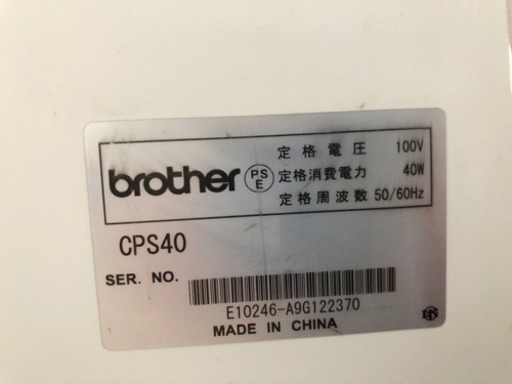 brother
PS
E
定格電圧 100V
定格消費電力 40W
定格周波数 50/60Hz
CPS40
SER. NO.
E10246-A9G122370
MADE IN CHINA